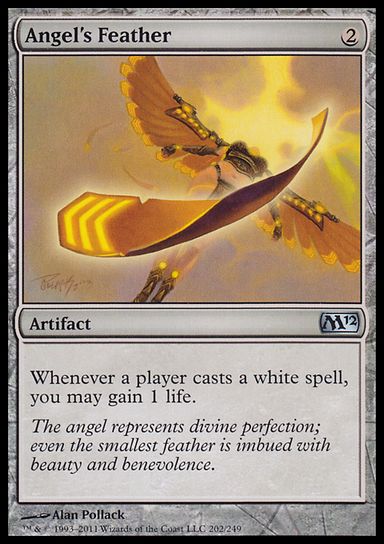 Angel's Feather 2
Artifact M12
Whenever a player casts a white spell,
you may gain 1 life.
The angel represents divine perfection;
even the smallest feather is imbued with
beauty and benevolence.
Alan Pollack
™ & © 1993–2011 Wizards of the Coast LLC 202/249